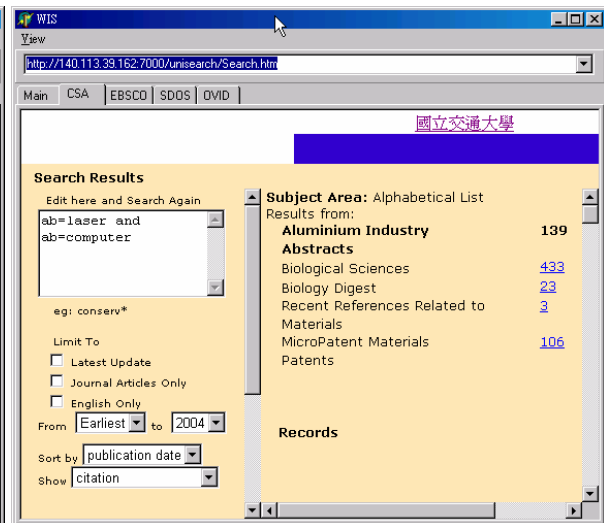 WIS
View
http://140.113.39.162:7000/unisearch/Search.htm
Main CSA EBSCO SDOS OVID
國立交通大學
Search Results
Edit here and Search Again
ab=laser and
ab=computer
eg: conserv*
Limit To
Latest Update
Journal Articles Only
English Only
From Earliest to 2004
Sort by publication date
Show citation
Subject Area: Alphabetical List
Results from:
Aluminium Industry 139
Abstracts
Biological Sciences 433
Biology Digest 23
Recent References Related to 3
Materials
MicroPatent Materials 106
Patents
Records